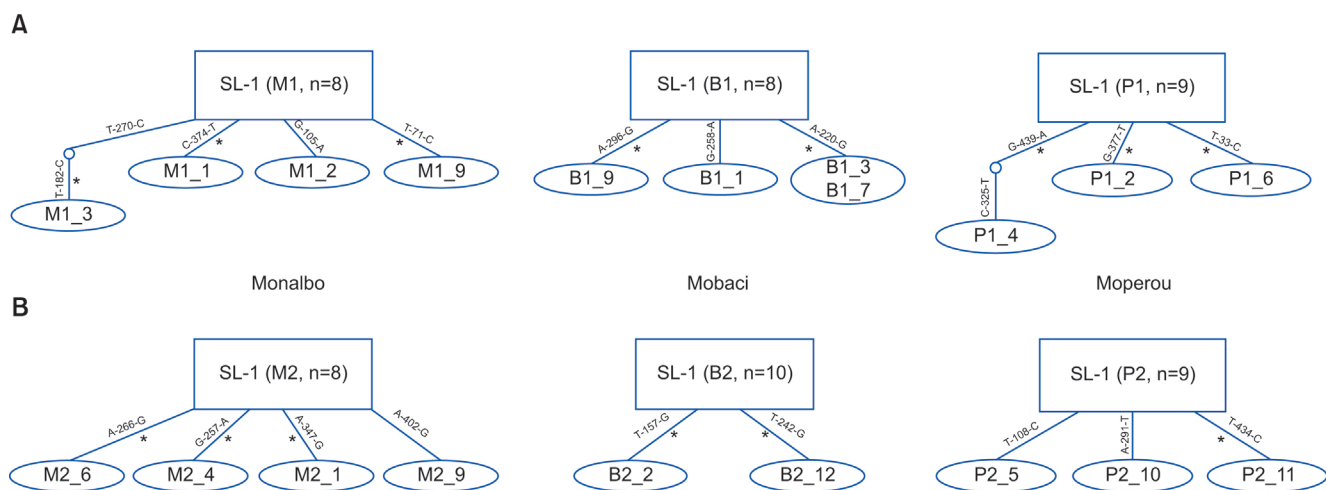 A
SL-1 (M1, n=8)
SL-1 (B1, n=8)
SL-1 (P1, n=9)
T-270-C
C-374-T
*
G-105-A
T-71-C
*
A-296-G
*
G-258-A
A-220-G
*
G-439-A
*
G-377-T
*
T-33-C
*
T-182-C
*
C-325-T
M1_1
M1_2
M1_9
M1_3
B1_9
B1_1
B1_3
B1_7
P1_2
P1_6
P1_4
Monalbo
Mobaci
Moperou
B
SL-1 (M2, n=8)
SL-1 (B2, n=10)
SL-1 (P2, n=9)
A-266-G
*
G-257-A
*
A-347-G
*
A-402-G
T-157-G
*
T-242-G
*
T-108-C
A-291-T
T-434-C
*
M2_6
M2_4
M2_1
M2_9
B2_2
B2_12
P2_5
P2_10
P2_11